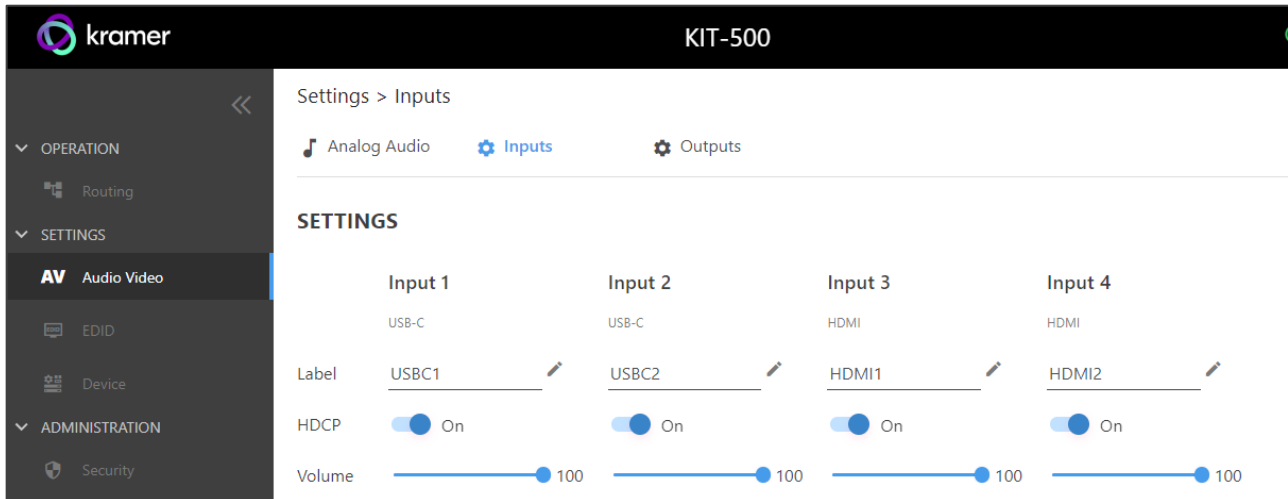 kramer
KIT-500
Settings > Inputs
Analog Audio Inputs Outputs
OPERATION
Routing
SETTINGS
AV Audio Video
EDID
Device
ADMINISTRATION
Security
SETTINGS
Input 1 Input 2 Input 3 Input 4
USB-C USB-C HDMI HDMI
Label USBC1 USBC2 HDMI1 HDMI2
HDCP On On On On
Volume 100 100 100 100